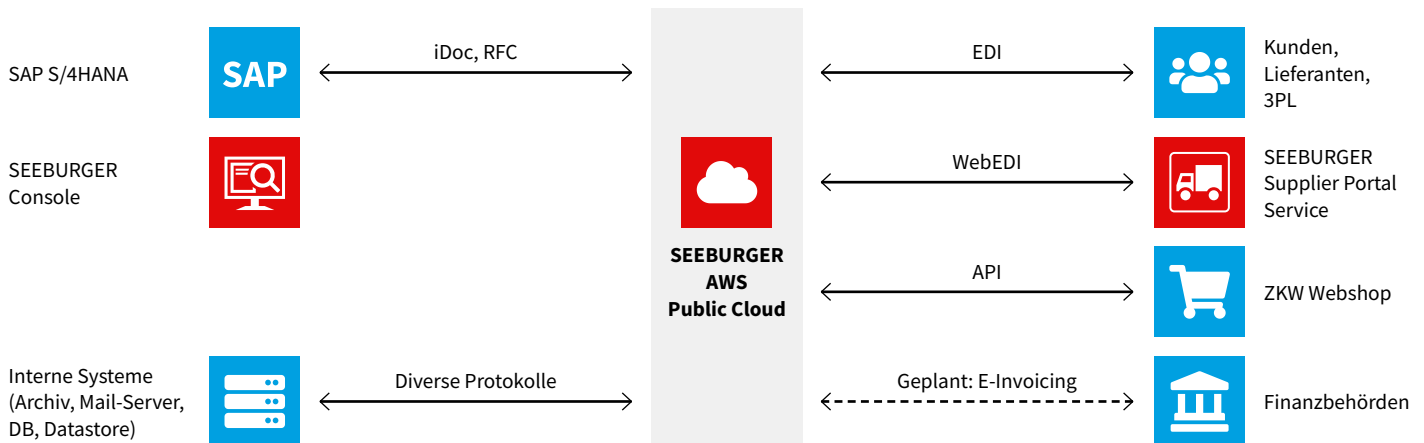 SAP S/4HANA
SAP
iDoc, RFC
EDI
Kunden,
Lieferanten,
3PL
SEEBURGER
Console
WebEDI
SEEBURGER
Supplier Portal
Service
SEEBURGER
AWS
Public Cloud
API
ZKW Webshop
Interne Systeme
(Archiv, Mail-Server,
DB, Datastore)
Diverse Protokolle
Geplant: E-Invoicing
Finanzbehörden